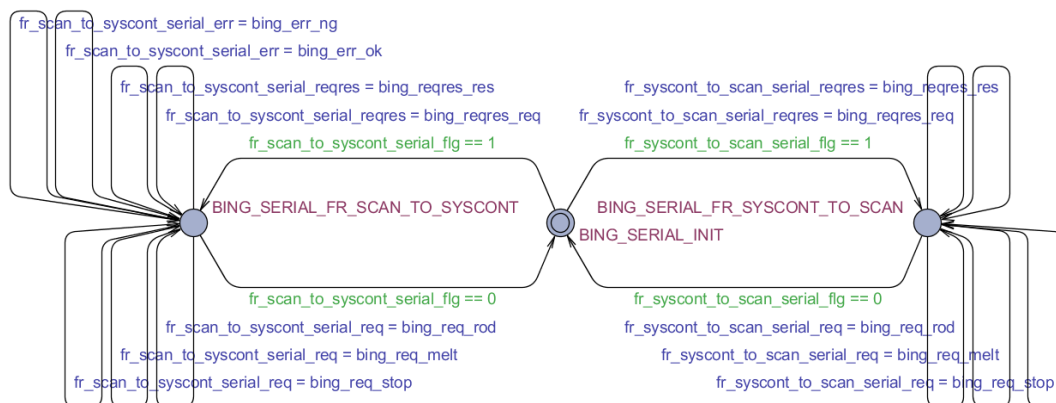 fr_scan_to_syscont_serial_err = bing_err_ng
fr_scan_to_syscont_serial_err = bing_err_ok
fr_scan_to_syscont_serial_reqres = bing_reqres_res
fr_syscont_to_scan_serial_reqres = bing_reqres_res
fr_scan_to_syscont_serial_reqres = bing_reqres_req
fr_syscont_to_scan_serial_reqres = bing_reqres_req
fr_scan_to_syscont_serial_flg == 1
fr_syscont_to_scan_serial_flg == 1
BING_SERIAL_FR_SCAN_TO_SYSCONT
BING_SERIAL_FR_SYSCONT_TO_SCAN
BING_SERIAL_INIT
fr_scan_to_syscont_serial_flg == 0
fr_syscont_to_scan_serial_flg == 0
fr_scan_to_syscont_serial_req = bing_req_rod
fr_syscont_to_scan_serial_req = bing_req_rod
fr_scan_to_syscont_serial_req = bing_req_melt
fr_syscont_to_scan_serial_req = bing_req_melt
fr_scan_to_syscont_serial_req = bing_req_stop
fr_syscont_to_scan_serial_req = bing_req_stop